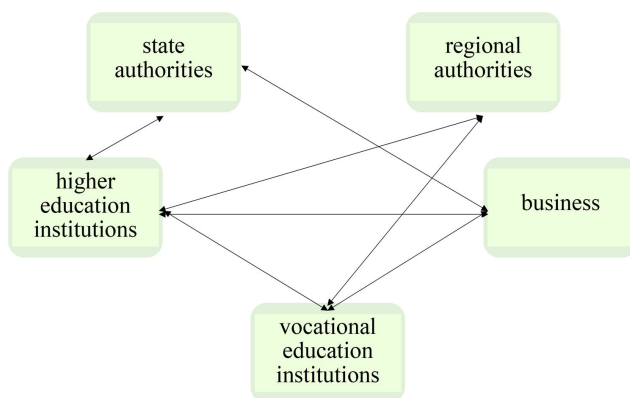 state
authorities
regional
authorities
higher
education
institutions
business
vocational
education
institutions